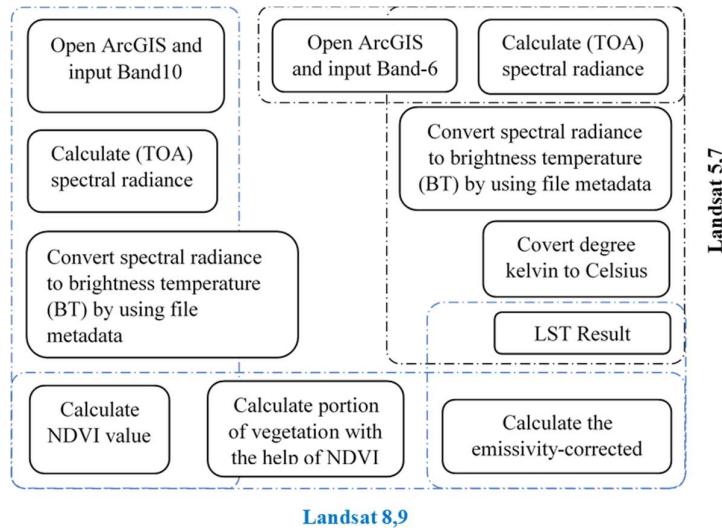 Open ArcGIS and
input Band10
Calculate (TOA)
spectral radiance
Convert spectral radiance
to brightness temperature
(BT) by using file
metadata
Calculate
NDVI value
Calculate portion
of vegetation with
the help of NDVI
Calculate the
emissivity-corrected
Open ArcGIS
and input Band-6
Calculate (TOA)
spectral radiance
Convert spectral radiance
to brightness temperature
(BT) by using file metadata
Covert degree
kelvin to Celsius
LST Result
Landsat 5,7
Landsat 8,9